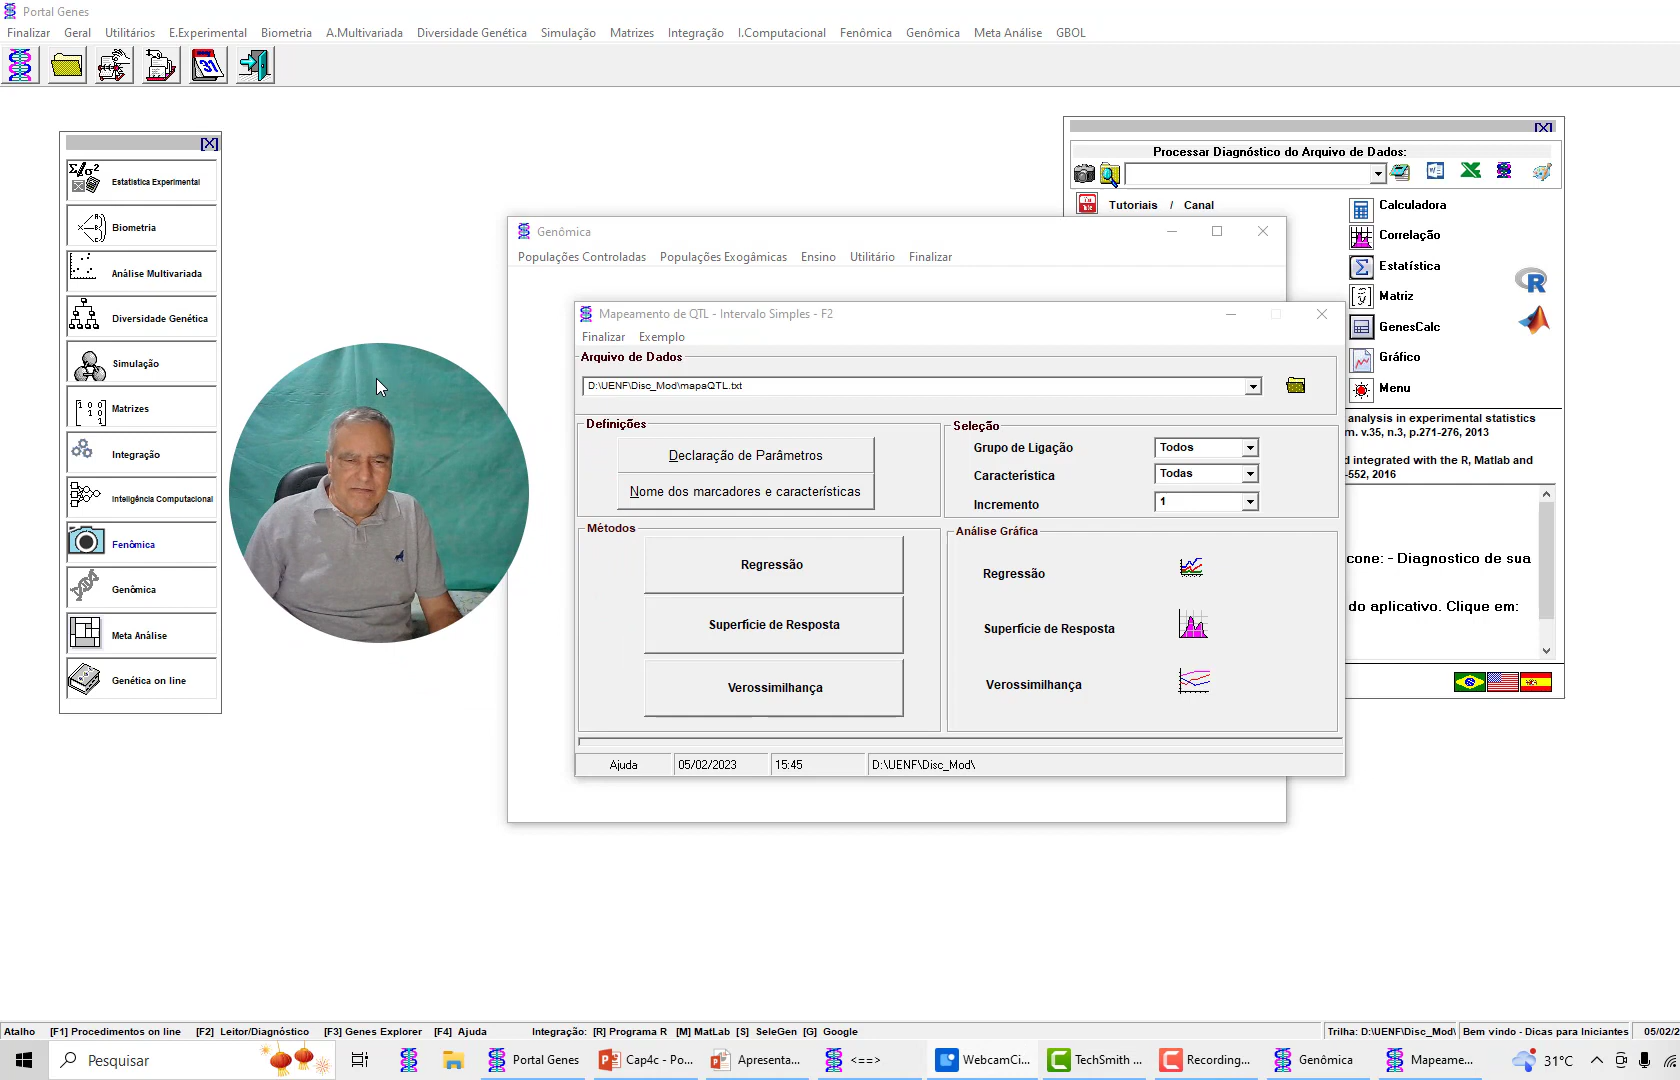 Portal Genes
Finalizar Geral Utilitários E.Experimental Biometria A.Multivariada Diversidade Genética Simulação Matrizes Integração I.Computacional Fenômica Genômica Meta Análise GBOL
31
[X]
Σ/σ² Estatística Experimental
Biometria
Análise Multivariada
Diversidade Genética
Simulação
Matrizes
Integração
Inteligência Computacional
Fenômica
Genômica
Meta Análise
Genética on line
[X]
Processar Diagnóstico do Arquivo de Dados:
Tutoriais / Canal
Calculadora
Correlação
Estatística
Matriz
GenesCalc
Gráfico
Menu
R
analysis in experimental statistics
m. v.35, n.3, p.271-276, 2013
d integrated with the R, Matlab and
-552, 2016
cone: - Diagnostico de sua
do aplicativo. Clique em:
Genômica
Populações Controladas Populações Exogâmicas Ensino Utilitário Finalizar
Mapeamento de QTL - Intervalo Simples - F2
Finalizar Exemplo
Arquivo de Dados
D:\UENF\Disc_Mod\mapaQTL.txt
Definições
Declaração de Parâmetros
Nome dos marcadores e características
Seleção
Grupo de Ligação Todos
Característica Todas
Incremento 1
Métodos
Regressão
Superfície de Resposta
Verossimilhança
Análise Gráfica
Regressão
Superfície de Resposta
Verossimilhança
Ajuda 05/02/2023 15:45 D:\UENF\Disc_Mod\
Atalho [F1] Procedimentos on line [F2] Leitor/Diagnóstico [F3] Genes Explorer [F4] Ajuda Integração: [R] Programa R [M] MatLab [S] SeleGen [G] Google Trilha: D:\UENF\Disc_Mod\ Bem vindo - Dicas para Iniciantes 05/02/2
Pesquisar Portal Genes Cap4c - Po... Apresenta... <==> WebcamCi... TechSmith ... Recording... Genômica Mapeame... 31°C